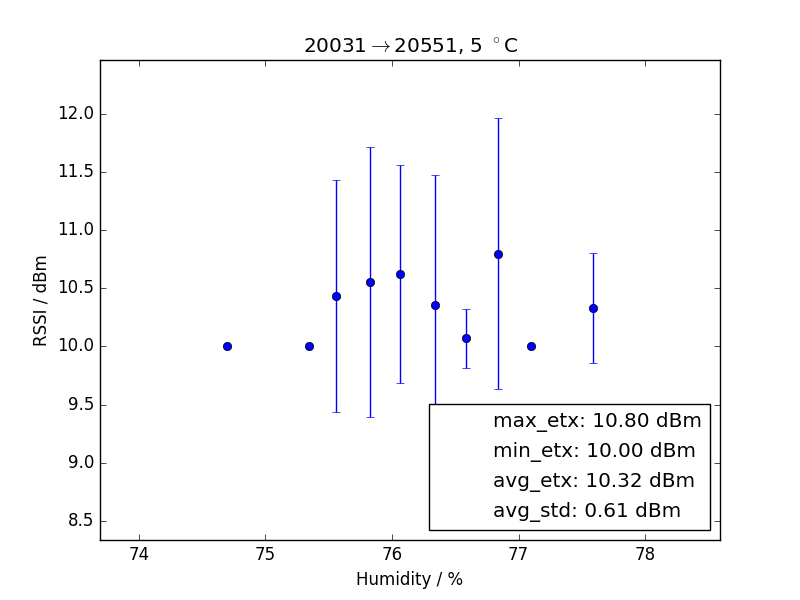 20031→20551, 5 °C
12.0
11.5
11.0
10.5
10.0
9.5
9.0
8.5
RSSI / dBm
max_etx: 10.80 dBm
min_etx: 10.00 dBm
avg_etx: 10.32 dBm
avg_std: 0.61 dBm
74 75 76 77 78
Humidity / %